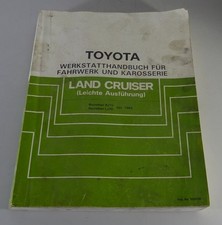 TOYOTA
WERKSTATTHANDBUCH FÜR
FAHRWERK UND KAROSSERIE
LAND CRUISER
(Leichte Ausführung)